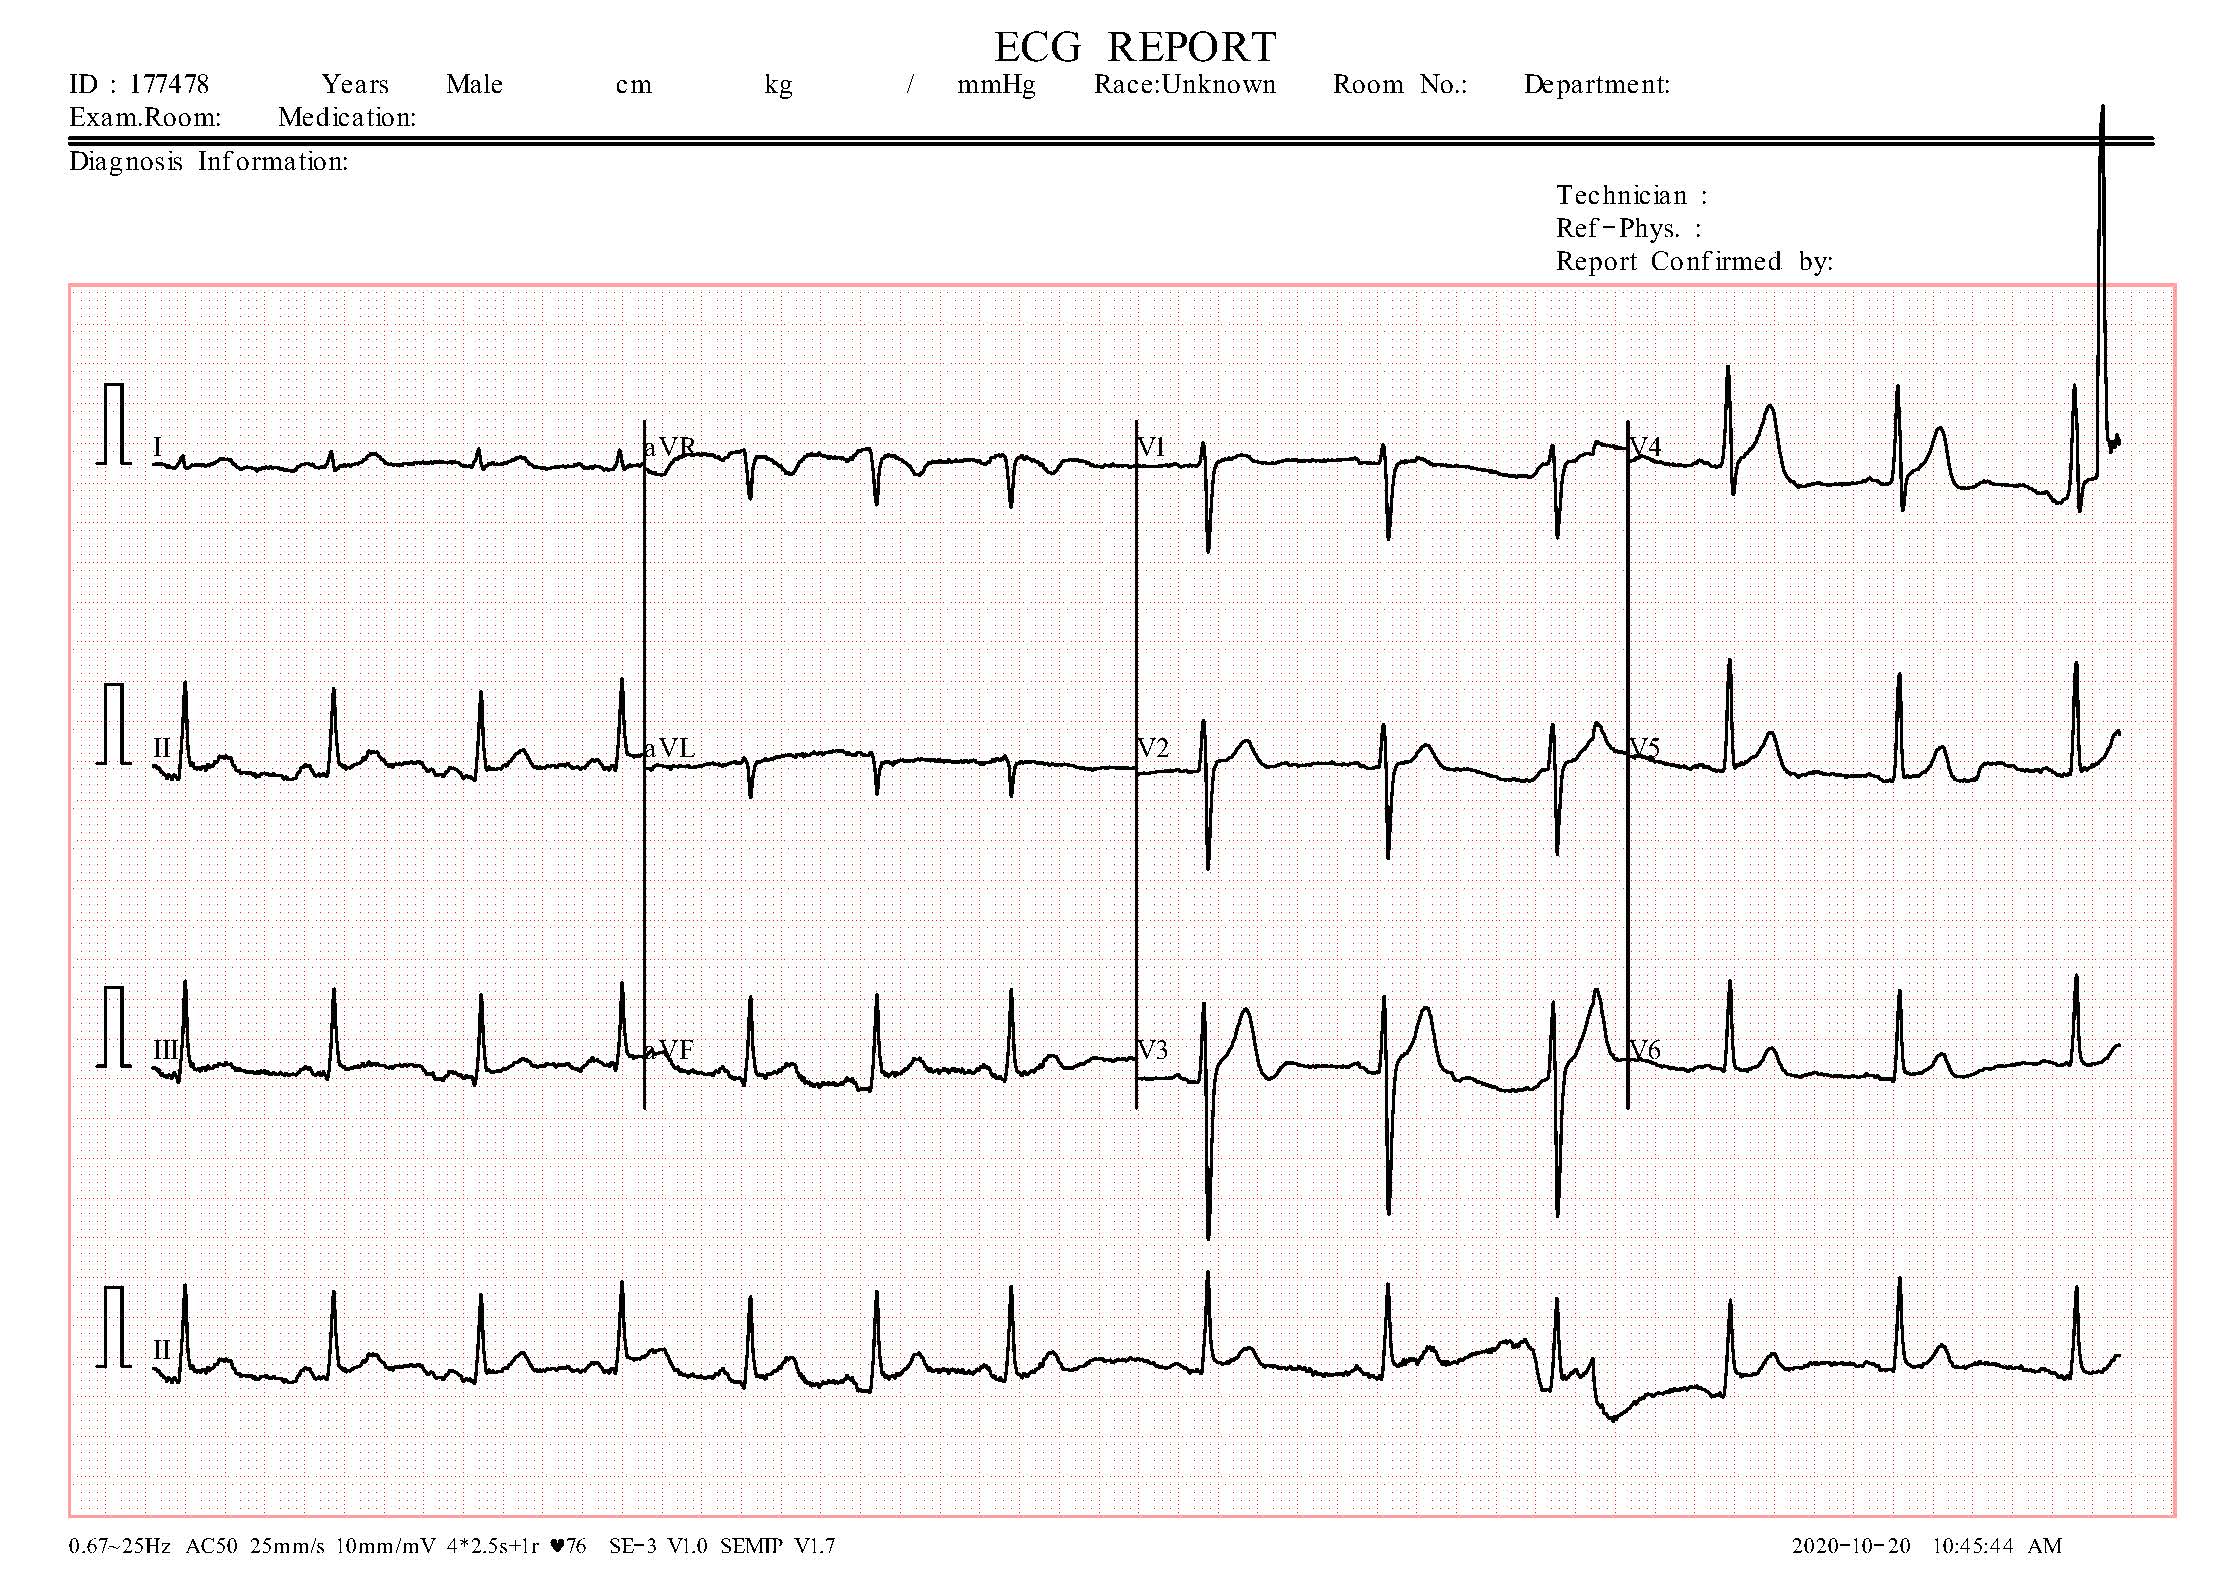 ECG REPORT
ID : 177478 Years Male cm kg / mmHg Race:Unknown Room No.: Department:
Exam.Room: Medication:
Diagnosis Information:
Technician :
Ref-Phys. :
Report Confirmed by:
I aVR V1 V4
II aVL V2 V5
III aVF V3 V6
II
0.67~25Hz AC50 25mm/s 10mm/mV 4*2.5s+1r ♥76 SE-3 V1.0 SEMIP V1.7 2020-10-20 10:45:44 AM